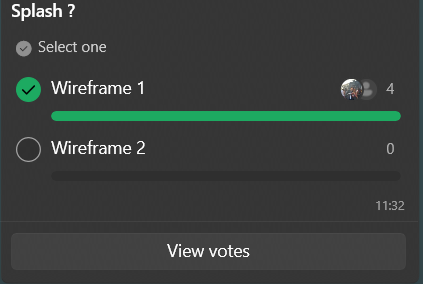 Splash ?
Select one
Wireframe 1 4
Wireframe 2 0
11:32
View votes